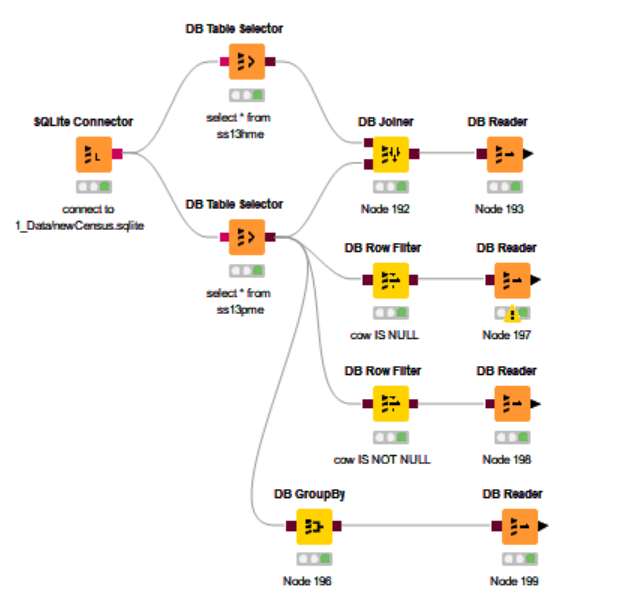 DB Table Selector
select * from
ss13hme
SQLite Connector
connect to
1_Data/newCensus.sqlite
DB Joiner
Node 192
DB Reader
Node 193
DB Table Selector
select * from
ss13pme
DB Row Filter
cow IS NULL
DB Reader
Node 197
DB Row Filter
cow IS NOT NULL
DB Reader
Node 198
DB GroupBy
Node 196
DB Reader
Node 199